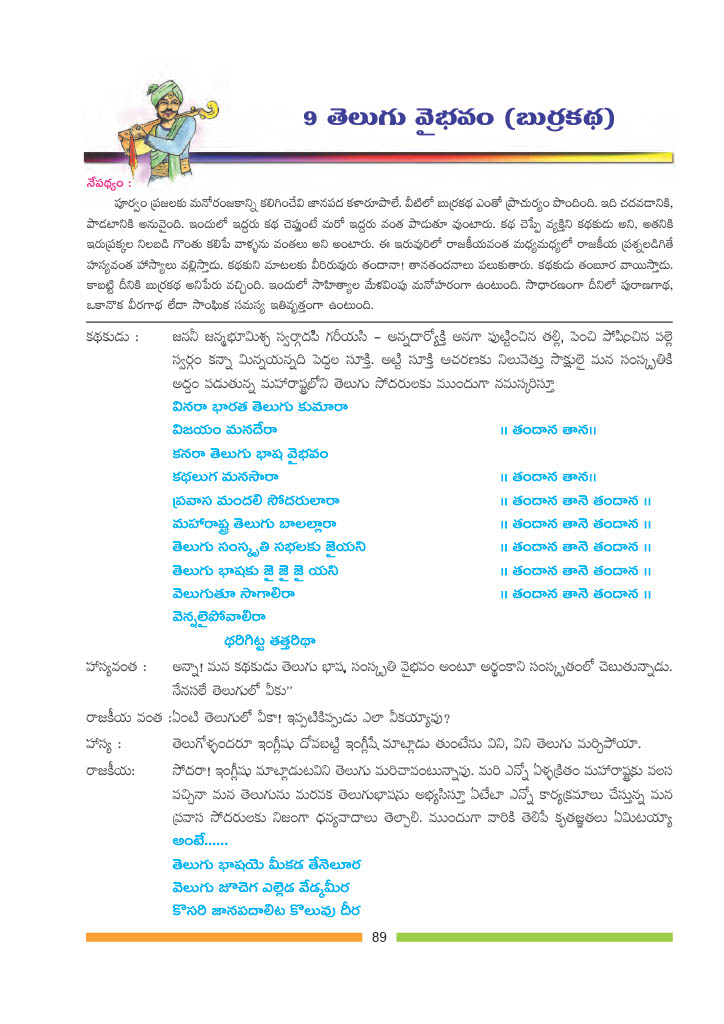 9 తెలుగు వైభవం (బుర్రకథ)
నేపథ్యం :
పూర్వం ప్రజలకు మనోరంజకాన్ని కలిగించేవి జానపద కళారూపాలే. వీటిలో బుర్రకథ ఎంతో ప్రాచుర్యం పొందింది. ఇది చదవడానికి,
పాడటానికి అనువైంది. ఇందులో ఇద్దరు కథ చెప్తుంటే మరో ఇద్దరు వంత పాడుతూ వుంటారు. కథ చెప్పే వ్యక్తిని కథకుడు అని, అతనికి
ఇరుప్రక్కల నిలబడి గొంతు కలిపే వాళ్ళను వంతలు అని అంటారు. ఈ ఇరువురిలో రాజకీయవంత మధ్యమధ్యలో రాజకీయ ప్రశ్నలడిగితే
హస్యవంత హాస్యాలు వల్లిస్తాడు. కథకుని మాటలకు వీరిరువురు తందానా! తానతందనాలు పలుకుతారు. కథకుడు తంబూర వాయిస్తాడు.
కాబట్టి దీనికి బుర్రకథ అనిపేరు వచ్చింది. ఇందులో సాహిత్యాల మేళవింపు మనోహరంగా ఉంటుంది. సాధారణంగా దీనిలో పురాణగాథ,
ఒకానొక వీరగాథ లేదా సాంఘిక సమస్య ఇతివృత్తంగా ఉంటుంది.
కథకుడు : జననీ జన్మభూమిశ్చ స్వర్గాదపి గరీయసి – అన్నదార్యోక్తి అనగా పుట్టించిన తల్లి, పెంచి పోషించిన పల్లె
స్వర్గం కన్నా మిన్నయన్నది పెద్దల సూక్తి. అట్టి సూక్తి ఆచరణకు నిలువెత్తు సాక్షులై మన సంస్కృతికి
అద్దం పడుతున్న మహారాష్ట్రలోని తెలుగు సోదరులకు ముందుగా నమస్కరిస్తూ
వినరా భారత తెలుగు కుమారా
విజయం మనదేరా ॥ తందాన తాన॥
కనరా తెలుగు భాష వైభవం
కథలుగ మనసారా ॥ తందాన తాన॥
ప్రవాస మందలి సోదరులారా ॥ తందాన తానె తందాన ॥
మహారాష్ట్ర తెలుగు బాలల్లారా ॥ తందాన తానె తందాన ॥
తెలుగు సంస్కృతి సభలకు జైయని ॥ తందాన తానె తందాన ॥
తెలుగు భాషకు జై జై జై యని ॥ తందాన తానె తందాన ॥
వెలుగుతూ సాగాలిరా ॥ తందాన తానె తందాన ॥
వెన్నలైపోవాలిరా
థరిగిట్ట తత్తరిథా
హాస్యవంత : అన్నా! మన కథకుడు తెలుగు భాష, సంస్కృతి వైభవం అంటూ అర్థంకాని సంస్కృతంలో చెబుతున్నాడు.
నేనసలే తెలుగులో వీకు"
రాజకీయ వంత :ఏంటి తెలుగులో వీకా! ఇప్పటికిప్పుడు ఎలా వీకయ్యావు?
హాస్య : తెలుగోళ్ళందరూ ఇంగ్లీషు దోవబట్టి ఇంగ్లీషే మాట్లాడు తుంటేను విని, విని తెలుగు మర్చిపోయా.
రాజకీయ: సోదరా! ఇంగ్లీషు మాట్లాడుటవిని తెలుగు మరిచావంటున్నావు. మరి ఎన్నో ఏళ్ళక్రితం మహారాష్ట్రకు వలస
వచ్చినా మన తెలుగును మరవక తెలుగుభాషను అభ్యసిస్తూ ఏటేటా ఎన్నో కార్యక్రమాలు చేస్తున్న మన
ప్రవాస సోదరులకు నిజంగా ధన్యవాదాలు తెల్పాలి. ముందుగా వారికి తెలిపే కృతజ్ఞతలు ఏమిటయ్యా
అంటే......
తెలుగు భాషయె మీకడ తేనెలూర
వెలుగు జూచెగ ఎల్లెడ వేడ్కమీర
కొసరి జానపదాలిట కొలువు దీర
89